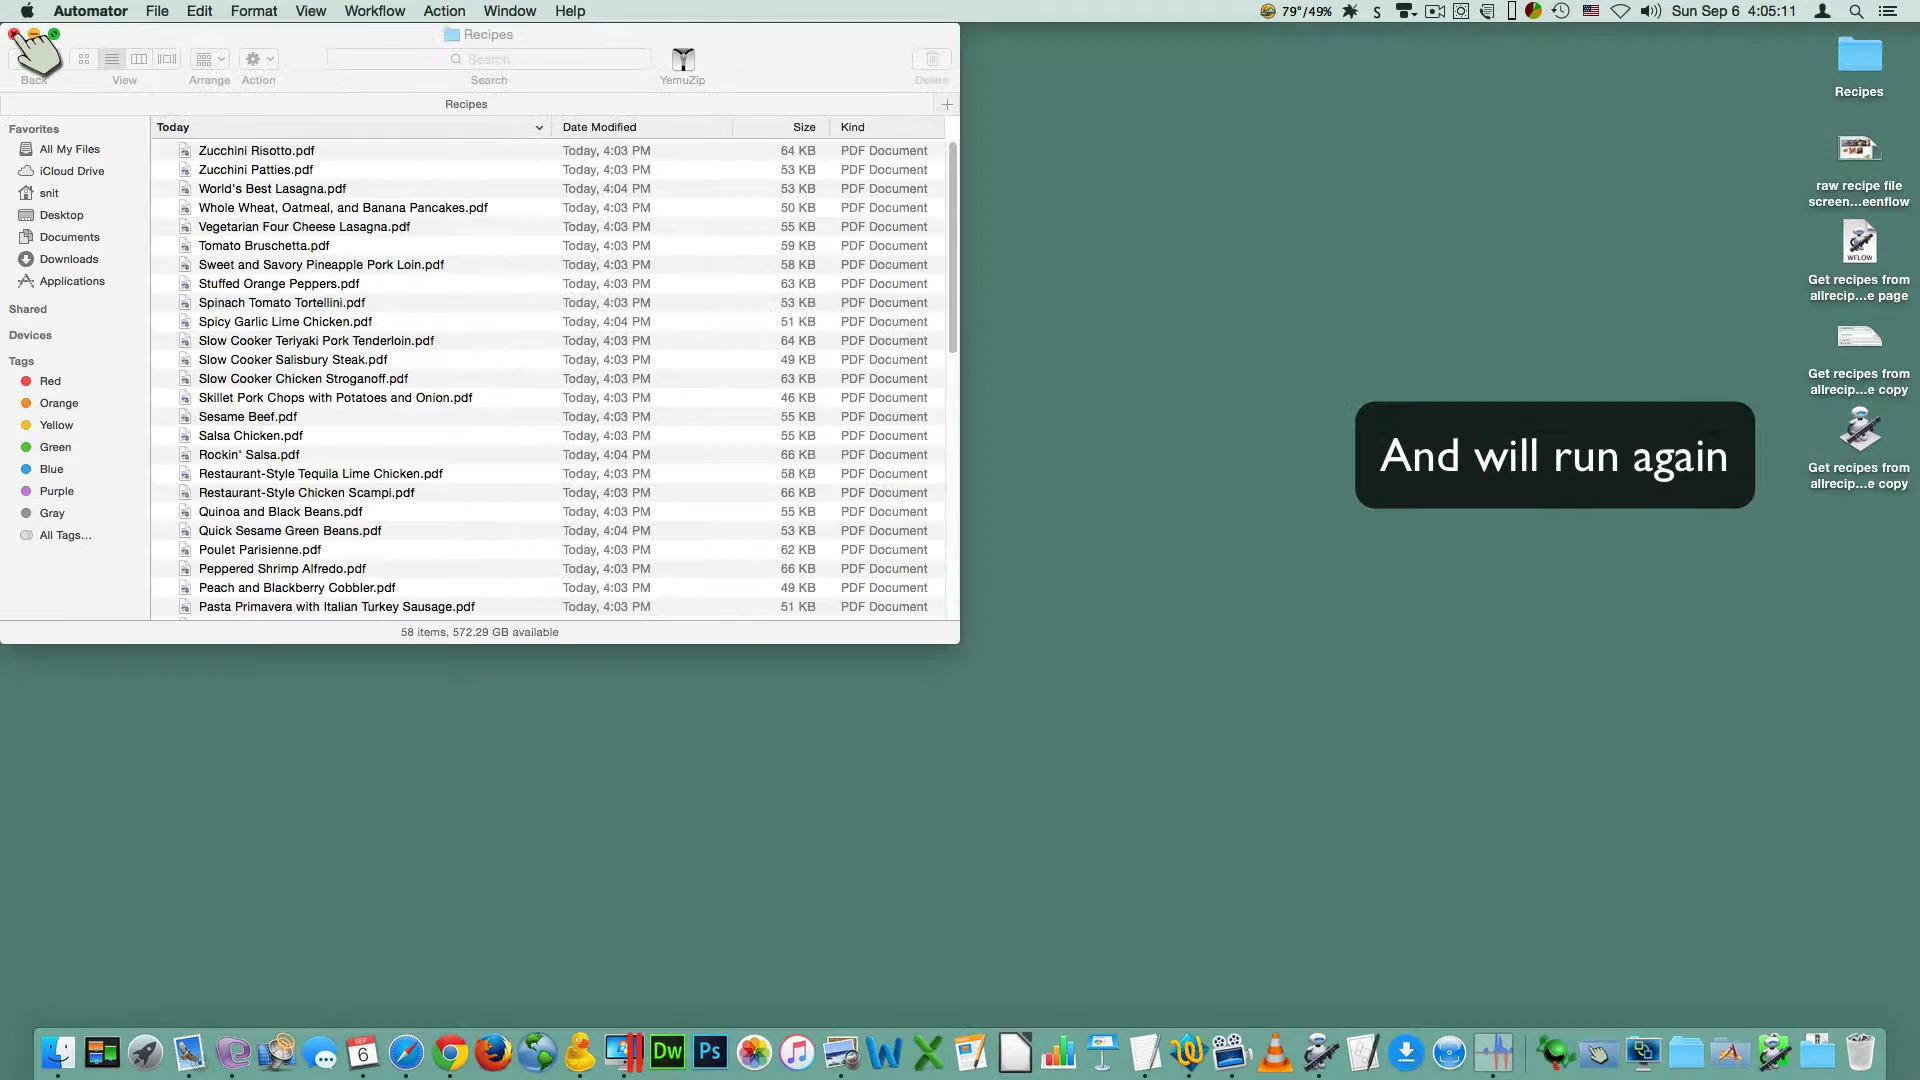 Automator File Edit Format View Workflow Action Window Help
79°/49% Sun Sep 6 4:05:11
Recipes
Search
Back View Arrange Action Search YemuZip Delete
Recipes
Today Date Modified Size Kind
Favorites
All My Files
iCloud Drive
snit
Desktop
Documents
Downloads
Applications
Shared
Devices
Tags
Red
Orange
Yellow
Green
Blue
Purple
Gray
All Tags...
Zucchini Risotto.pdf Today, 4:03 PM 64 KB PDF Document
Zucchini Patties.pdf Today, 4:03 PM 53 KB PDF Document
World's Best Lasagna.pdf Today, 4:04 PM 53 KB PDF Document
Whole Wheat, Oatmeal, and Banana Pancakes.pdf Today, 4:03 PM 50 KB PDF Document
Vegetarian Four Cheese Lasagna.pdf Today, 4:03 PM 55 KB PDF Document
Tomato Bruschetta.pdf Today, 4:03 PM 59 KB PDF Document
Sweet and Savory Pineapple Pork Loin.pdf Today, 4:03 PM 58 KB PDF Document
Stuffed Orange Peppers.pdf Today, 4:03 PM 63 KB PDF Document
Spinach Tomato Tortellini.pdf Today, 4:03 PM 53 KB PDF Document
Spicy Garlic Lime Chicken.pdf Today, 4:04 PM 51 KB PDF Document
Slow Cooker Teriyaki Pork Tenderloin.pdf Today, 4:03 PM 64 KB PDF Document
Slow Cooker Salisbury Steak.pdf Today, 4:03 PM 49 KB PDF Document
Slow Cooker Chicken Stroganoff.pdf Today, 4:03 PM 63 KB PDF Document
Skillet Pork Chops with Potatoes and Onion.pdf Today, 4:03 PM 46 KB PDF Document
Sesame Beef.pdf Today, 4:03 PM 55 KB PDF Document
Salsa Chicken.pdf Today, 4:03 PM 55 KB PDF Document
Rockin' Salsa.pdf Today, 4:04 PM 66 KB PDF Document
Restaurant-Style Tequila Lime Chicken.pdf Today, 4:03 PM 58 KB PDF Document
Restaurant-Style Chicken Scampi.pdf Today, 4:03 PM 66 KB PDF Document
Quinoa and Black Beans.pdf Today, 4:03 PM 55 KB PDF Document
Quick Sesame Green Beans.pdf Today, 4:04 PM 53 KB PDF Document
Poulet Parisienne.pdf Today, 4:03 PM 62 KB PDF Document
Peppered Shrimp Alfredo.pdf Today, 4:03 PM 66 KB PDF Document
Peach and Blackberry Cobbler.pdf Today, 4:03 PM 49 KB PDF Document
Pasta Primavera with Italian Turkey Sausage.pdf Today, 4:03 PM 51 KB PDF Document
58 items, 572.29 GB available
And will run again
Recipes
raw recipe file
screen...eenflow
WFLOW
Get recipes from
allrecip...e page
Get recipes from
allrecip...e copy
Get recipes from
allrecip...e copy
SEP
6
Dw
Ps